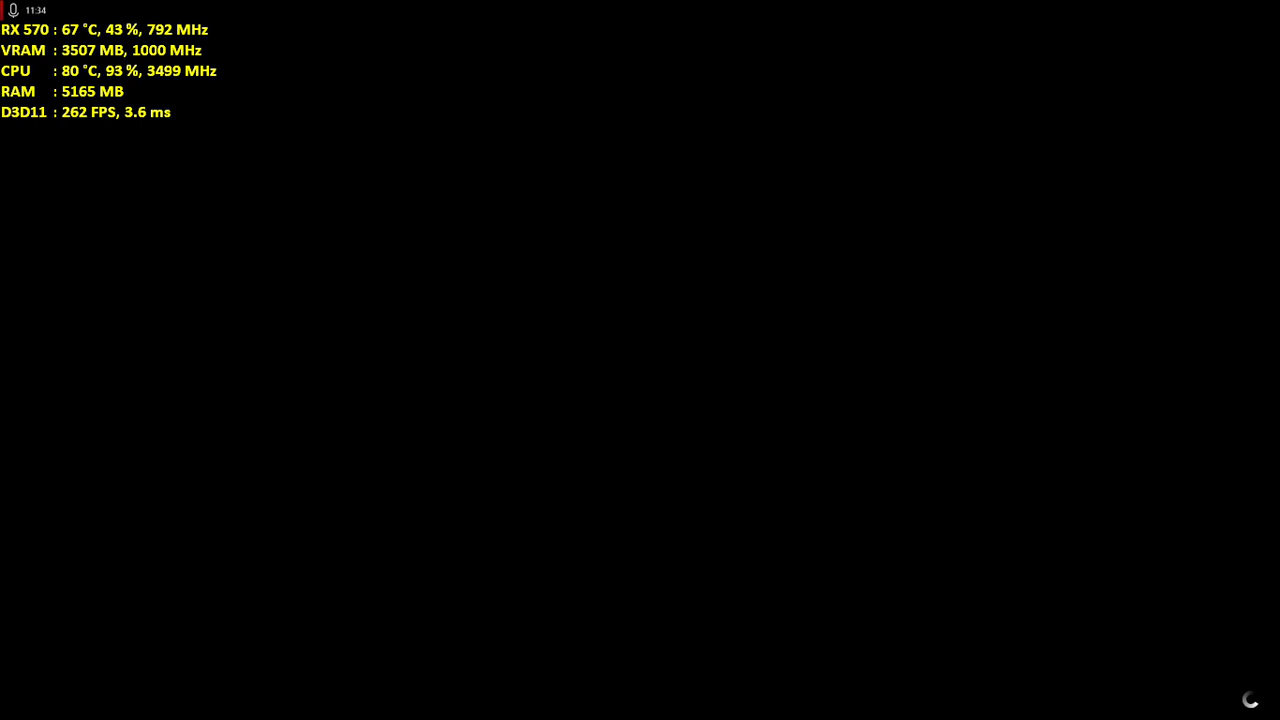 11:34
RX 570 : 67 °C, 43 %, 792 MHz
VRAM : 3507 MB, 1000 MHz
CPU : 80 °C, 93 %, 3499 MHz
RAM : 5165 MB
D3D11 : 262 FPS, 3.6 ms